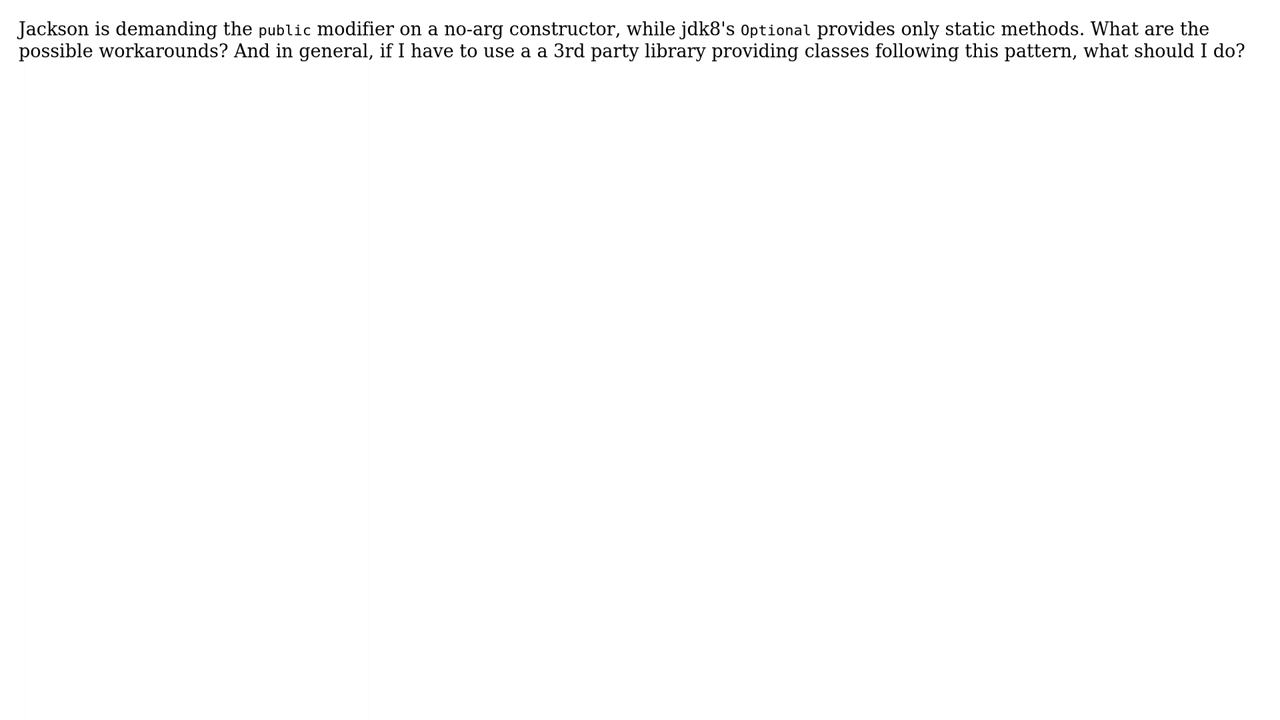 Jackson is demanding the public modifier on a no-arg constructor, while jdk8's Optional provides only static methods. What are the
possible workarounds? And in general, if I have to use a a 3rd party library providing classes following this pattern, what should I do?